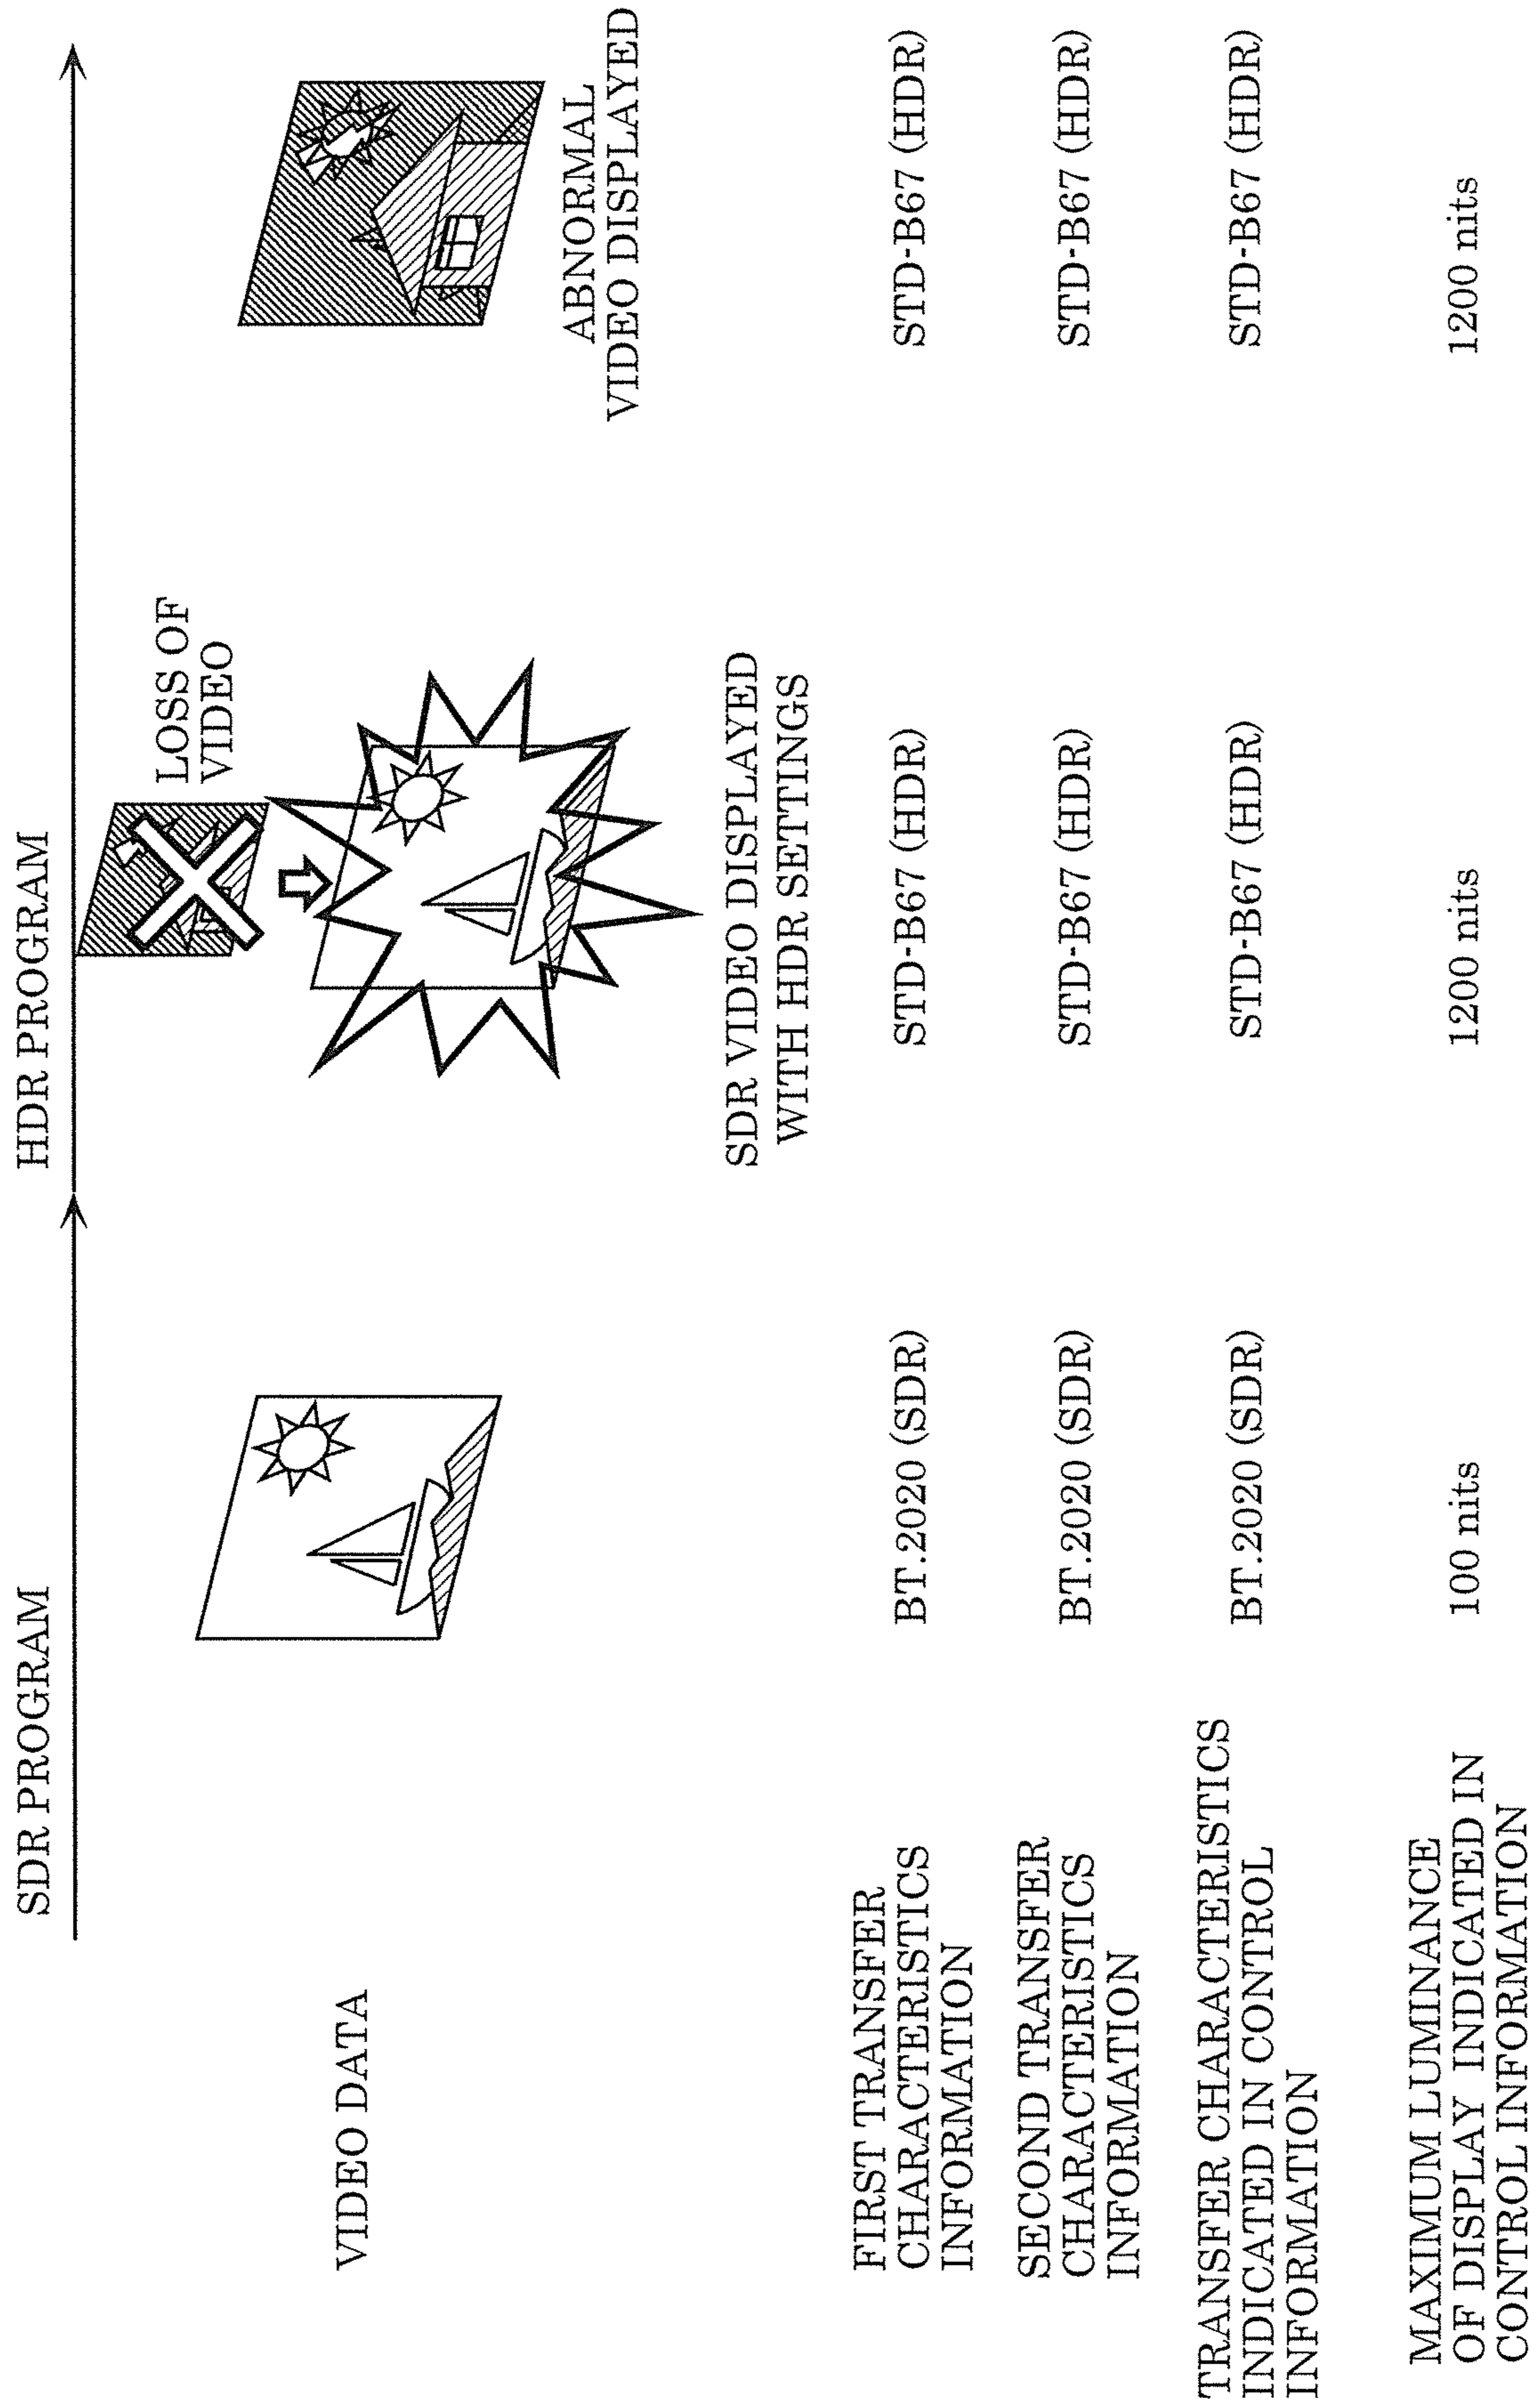 SDR PROGRAM
HDR PROGRAM
LOSS OF
VIDEO
VIDEO DATA
ABNORMAL
VIDEO DISPLAYED
SDR VIDEO DISPLAYED
WITH HDR SETTINGS
FIRST TRANSFER
CHARACTERISTICS
INFORMATION
BT.2020 (SDR)
STD-B67 (HDR)
STD-B67 (HDR)
SECOND TRANSFER
CHARACTERISTICS
INFORMATION
BT.2020 (SDR)
STD-B67 (HDR)
STD-B67 (HDR)
TRANSFER CHARACTERISTICS
INDICATED IN CONTROL
INFORMATION
BT.2020 (SDR)
STD-B67 (HDR)
STD-B67 (HDR)
MAXIMUM LUMINANCE
OF DISPLAY INDICATED IN
CONTROL INFORMATION
100 nits
1200 nits
1200 nits